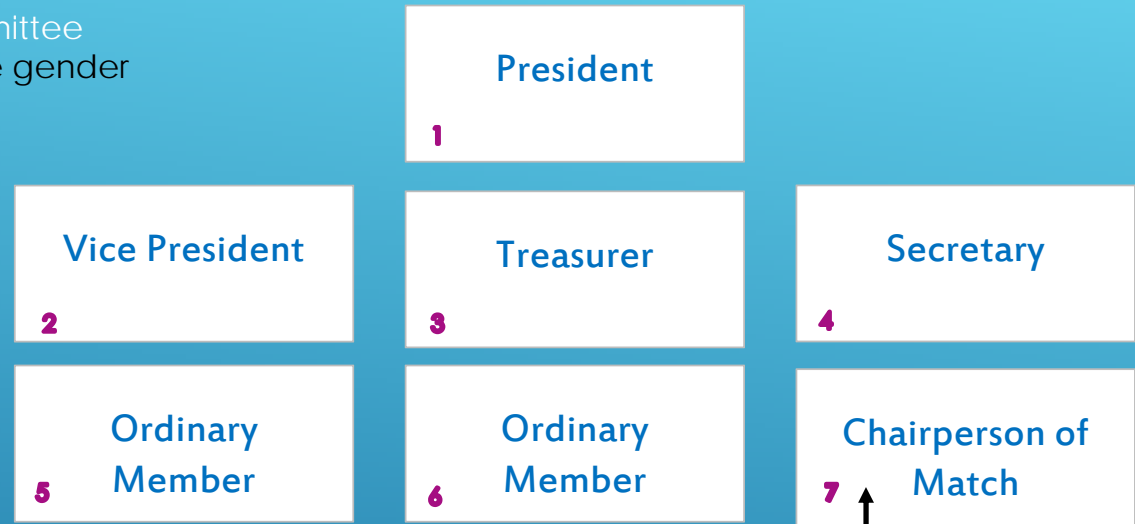 gender
President
1
Vice President
2
Treasurer
3
Secretary
4
Ordinary
Member
5
Ordinary
Member
6
Chairperson of
Match
7